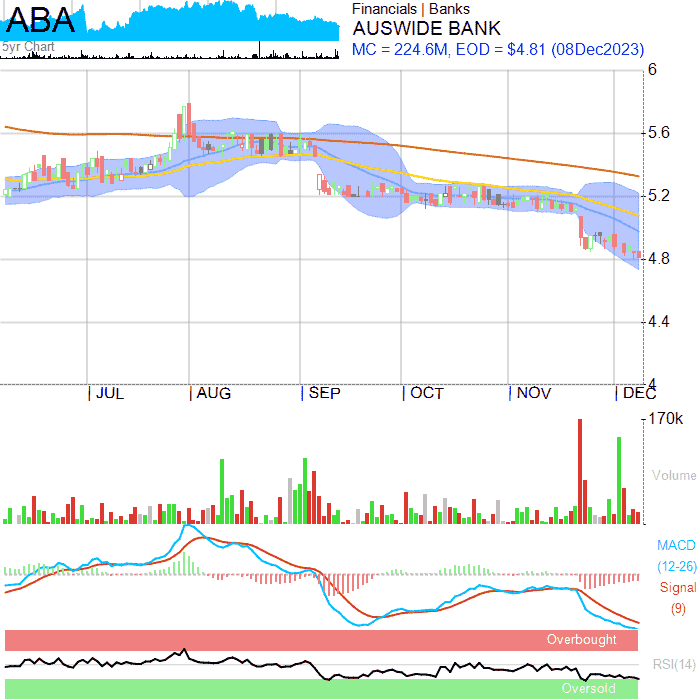 ABA
5yr Chart
Financials | Banks
AUSWIDE BANK
MC = 224.6M, EOD = $4.81 (08Dec2023)
6
5.6
5.2
4.8
4.4
4
JUL AUG SEP OCT NOV DEC
170k
Volume
MACD
(12-26)
Signal
(9)
Overbought
RSI(14)
Oversold